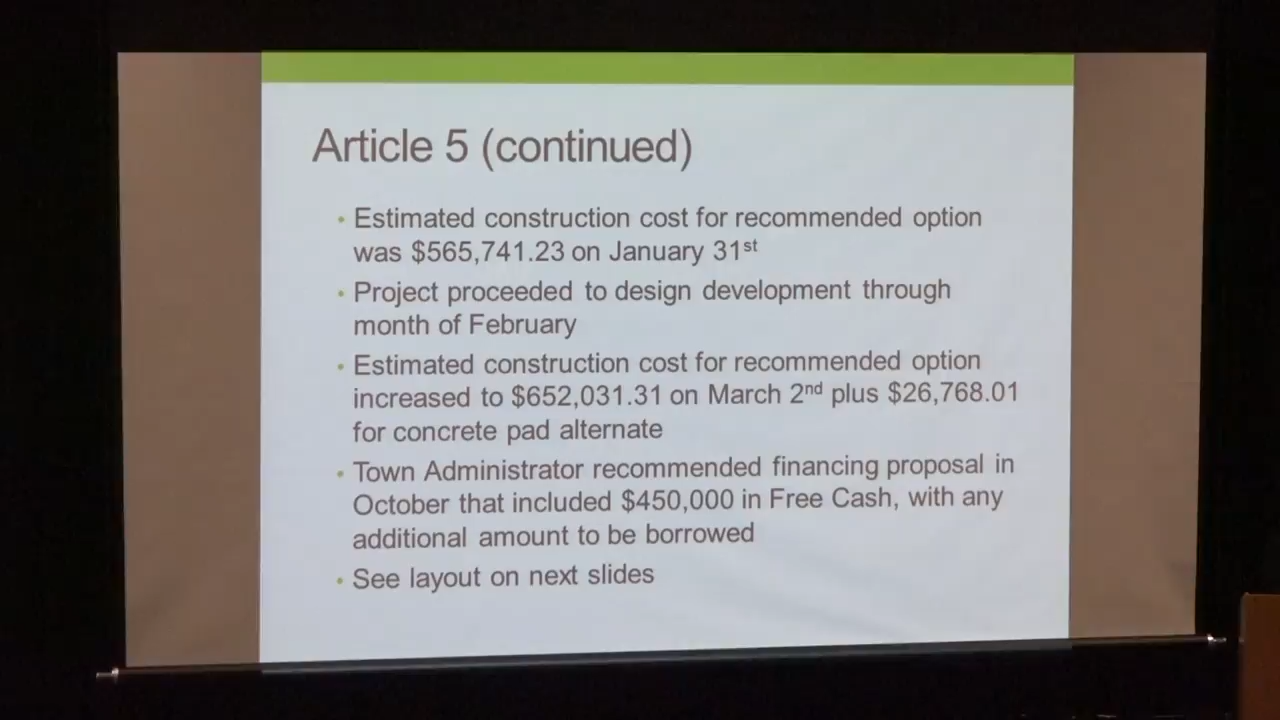 Article 5 (continued)
• Estimated construction cost for recommended option
was $565,741.23 on January 31st
• Project proceeded to design development through
month of February
• Estimated construction cost for recommended option
increased to $652,031.31 on March 2nd plus $26,768.01
for concrete pad alternate
• Town Administrator recommended financing proposal in
October that included $450,000 in Free Cash, with any
additional amount to be borrowed
• See layout on next slides